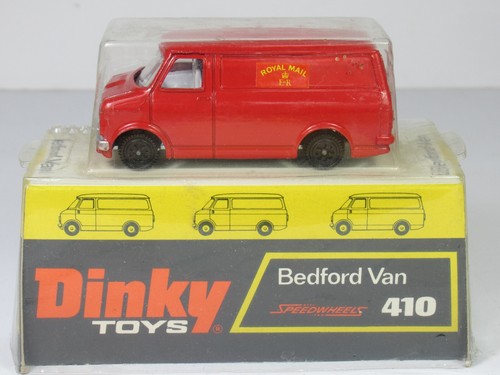 ROYAL MAIL
E R
Dinky
TOYS®
Bedford Van
SPEEDWHEELS
410